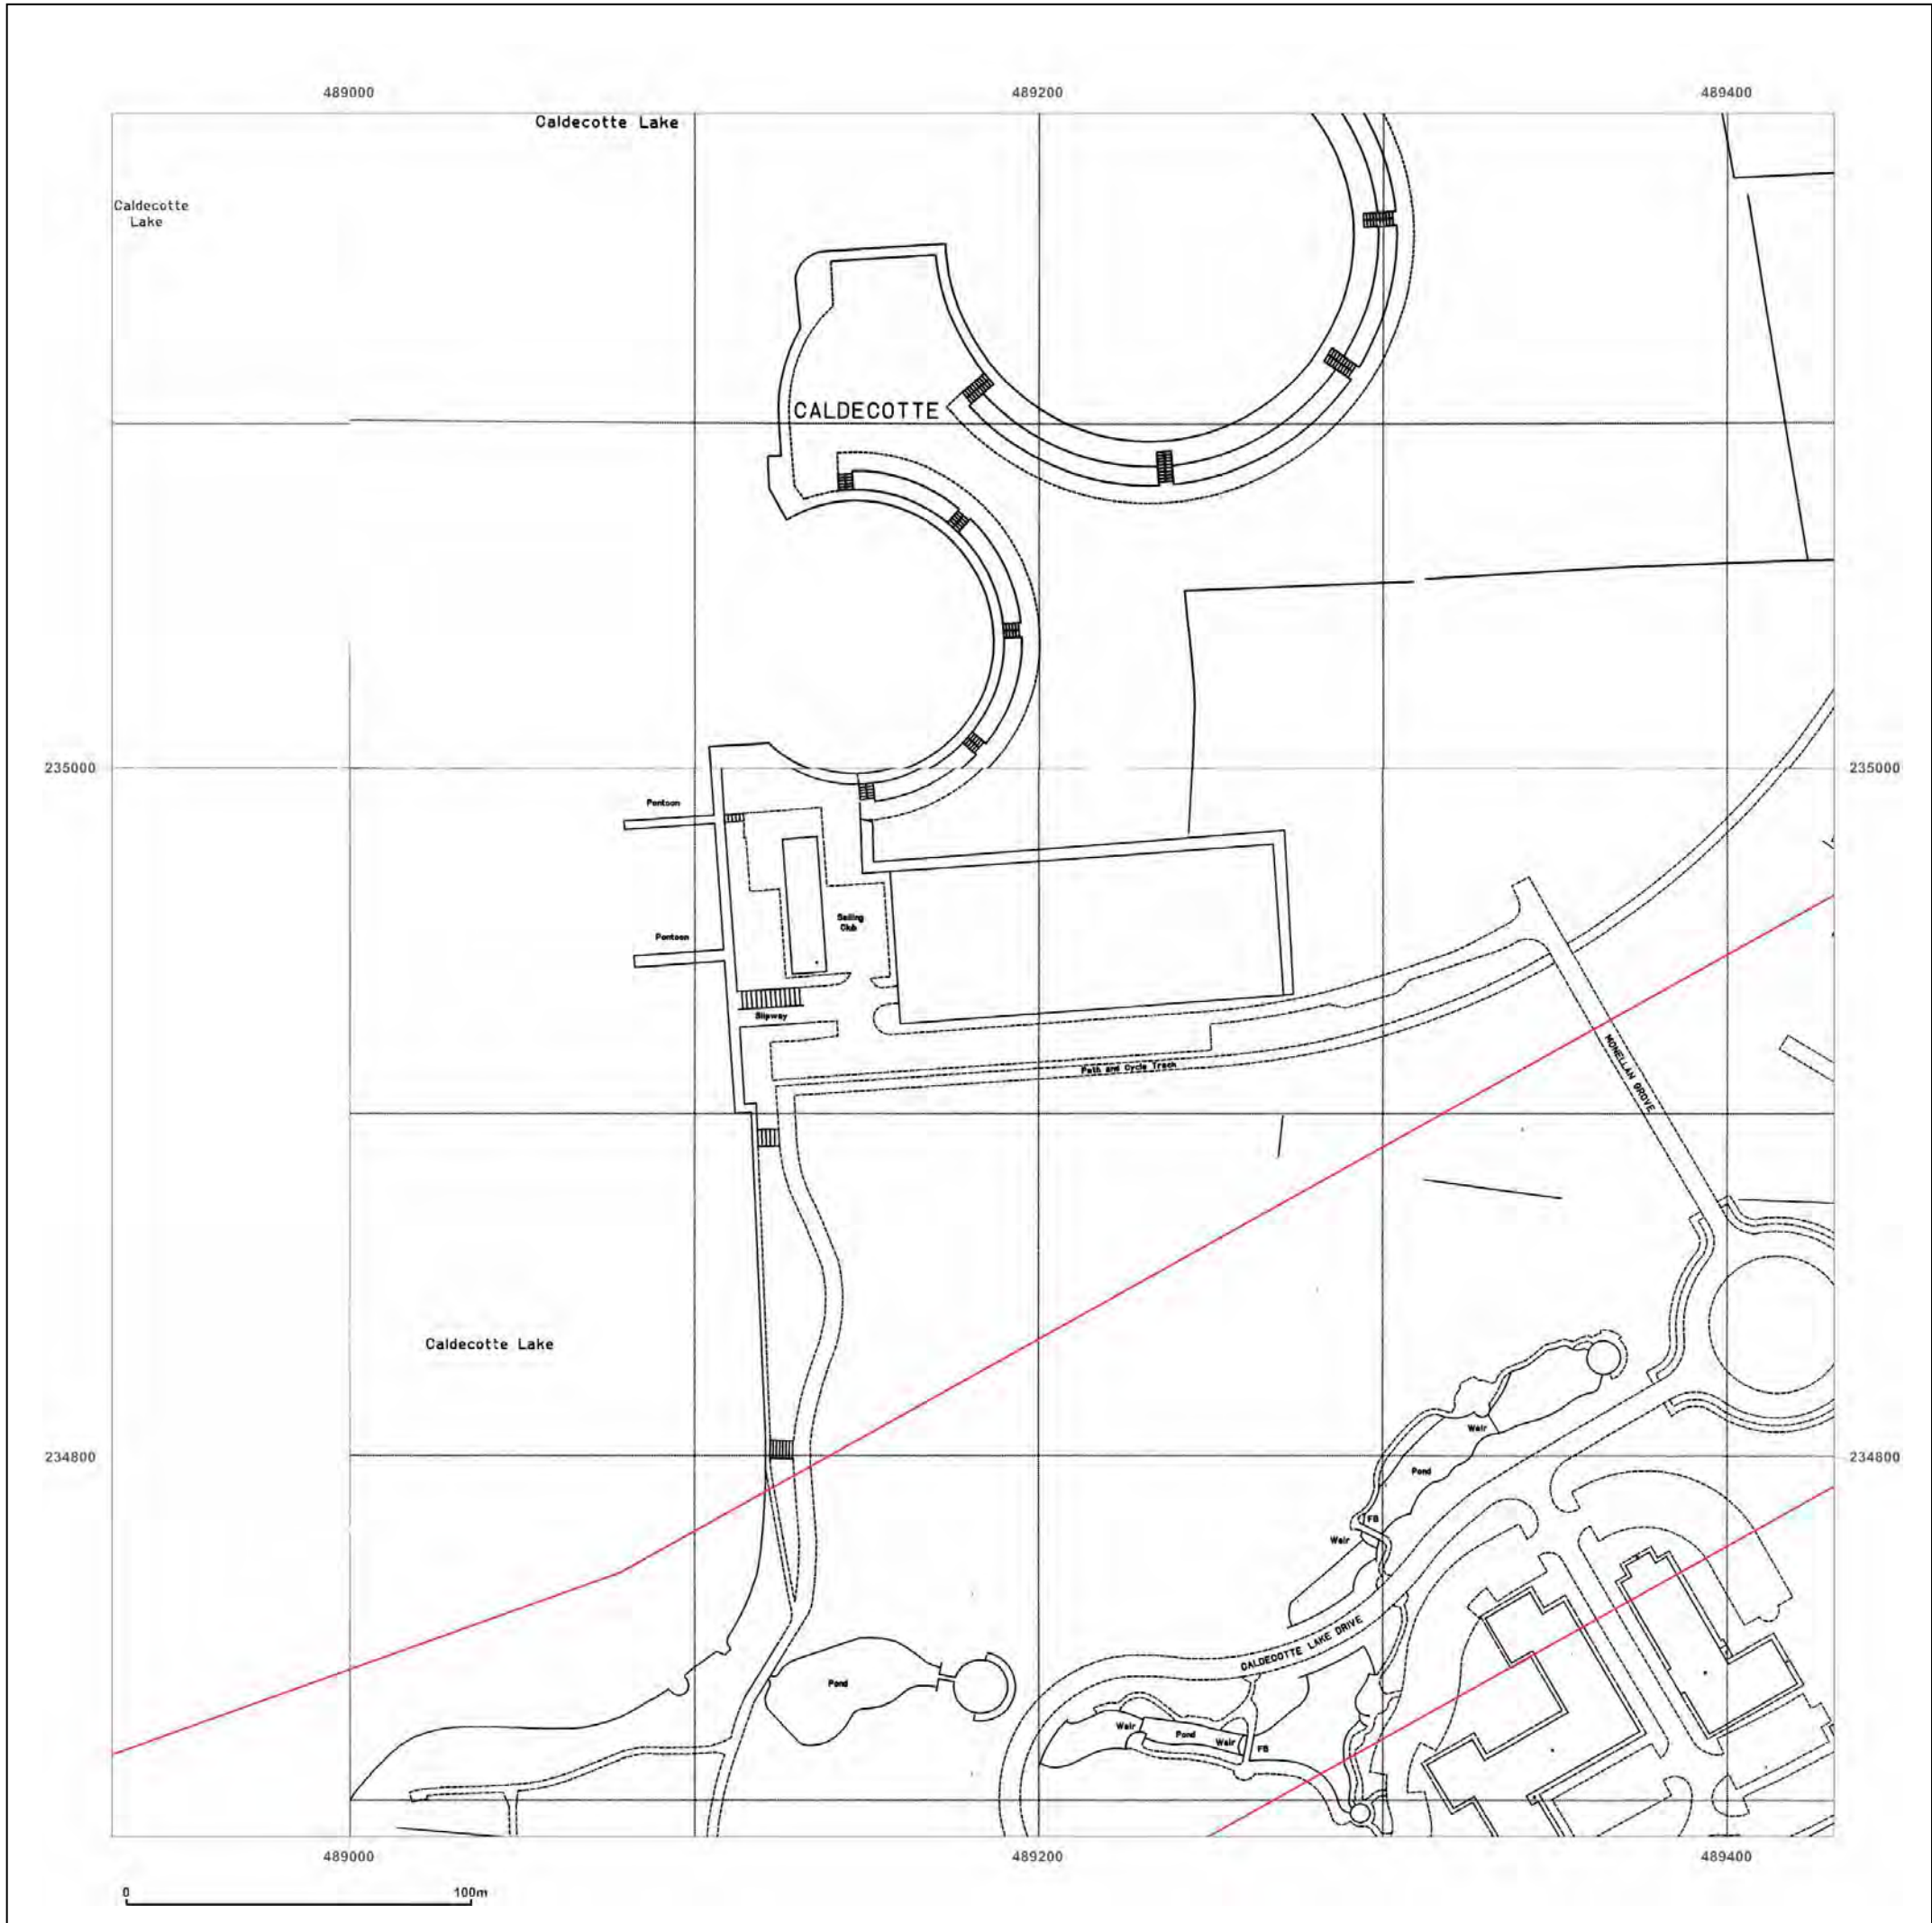 489000
489200
489400
Caldecotte Lake
Caldecotte
Lake
CALDECOTTE
235000
235000
Pontoon
Pontoon
Sailing
Club
Slipway
Path and Cycle Track
MONELLAN GROVE
Caldecotte Lake
234800
234800
Weir
Pond
FB
Weir
CALDECOTTE LAKE DRIVE
Pond
Weir
Pond
Weir
FB
489000
489200
489400
0
100m